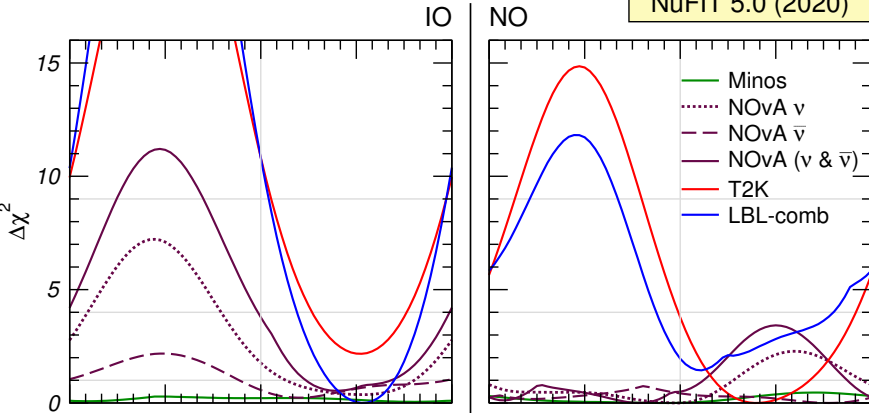 NuFIT 5.0 (2020)
IO
NO
15
10
5
0
Δχ²
Minos
NOvA ν
NOvA ν̅
NOvA (ν & ν̅)
T2K
LBL-comb